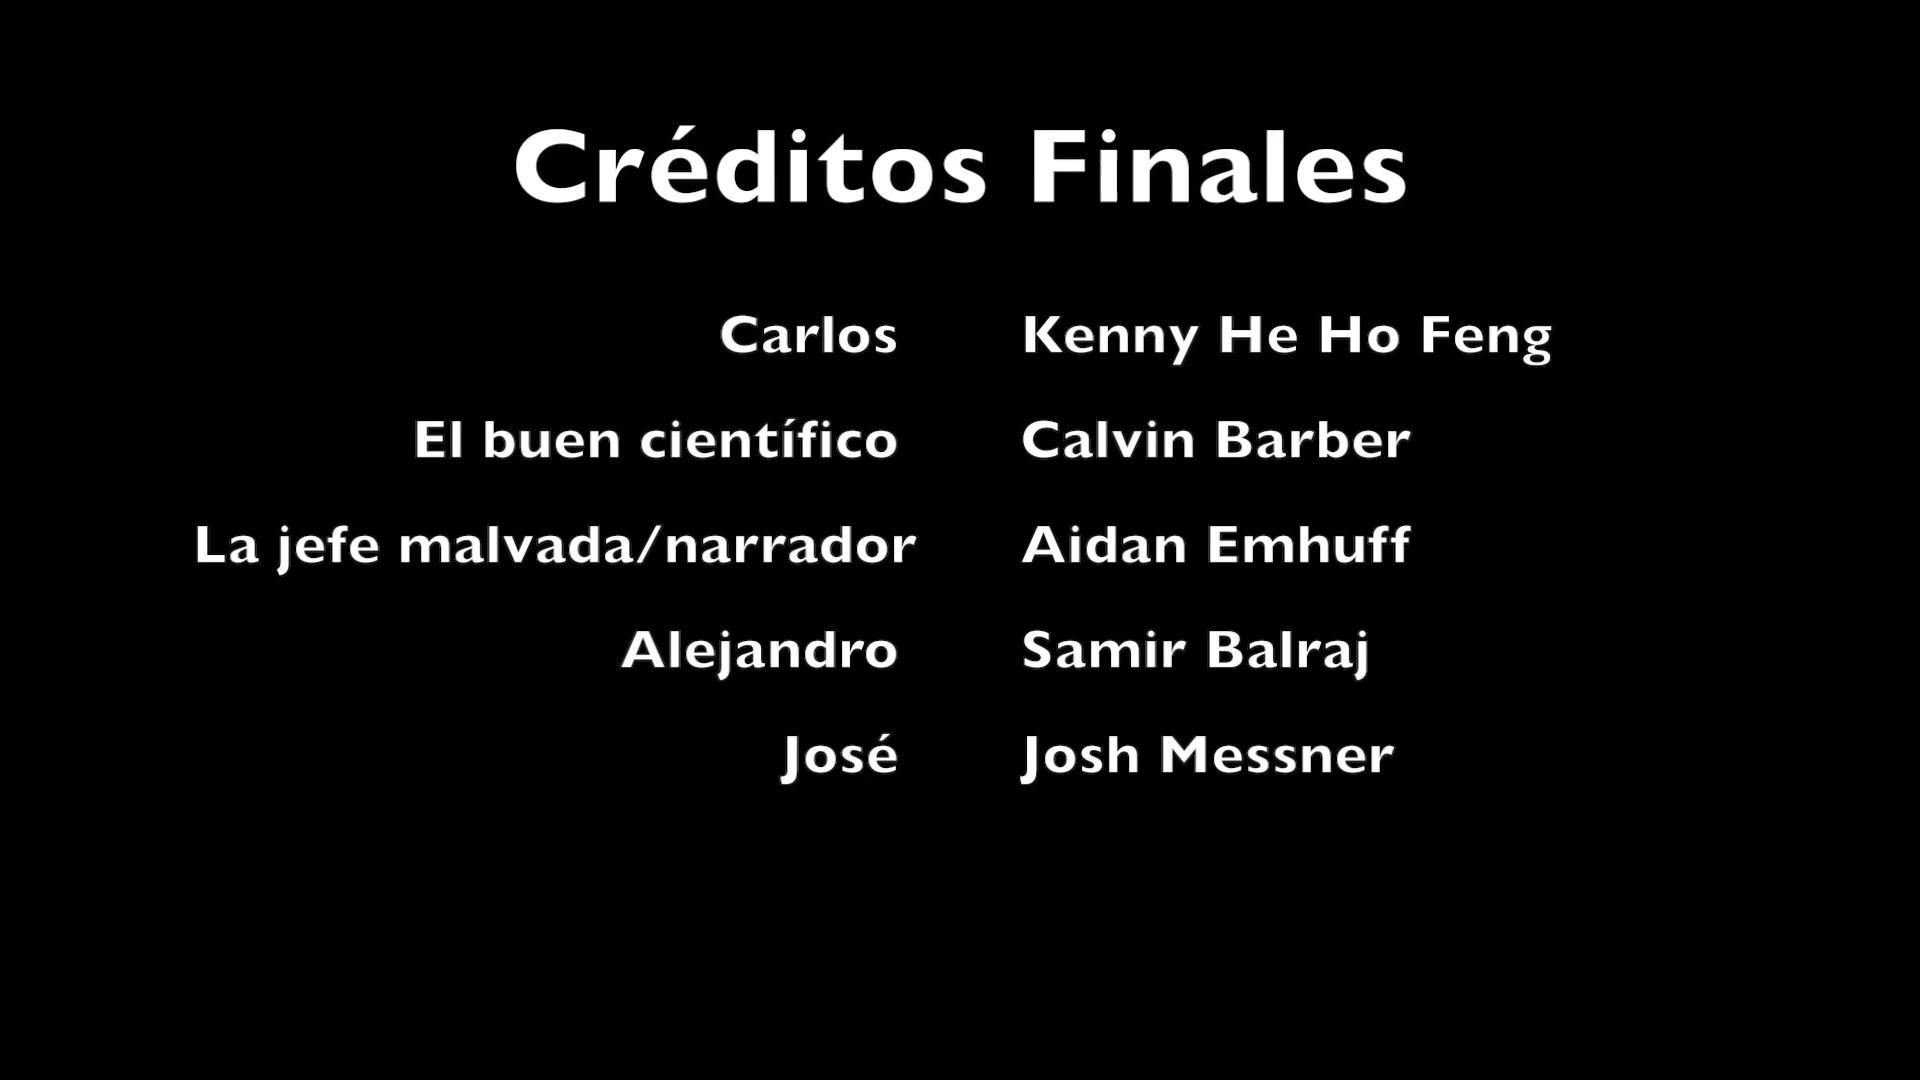 Créditos Finales
Carlos Kenny He Ho Feng
El buen científico Calvin Barber
La jefe malvada/narrador Aidan Emhuff
Alejandro Samir Balraj
José Josh Messner